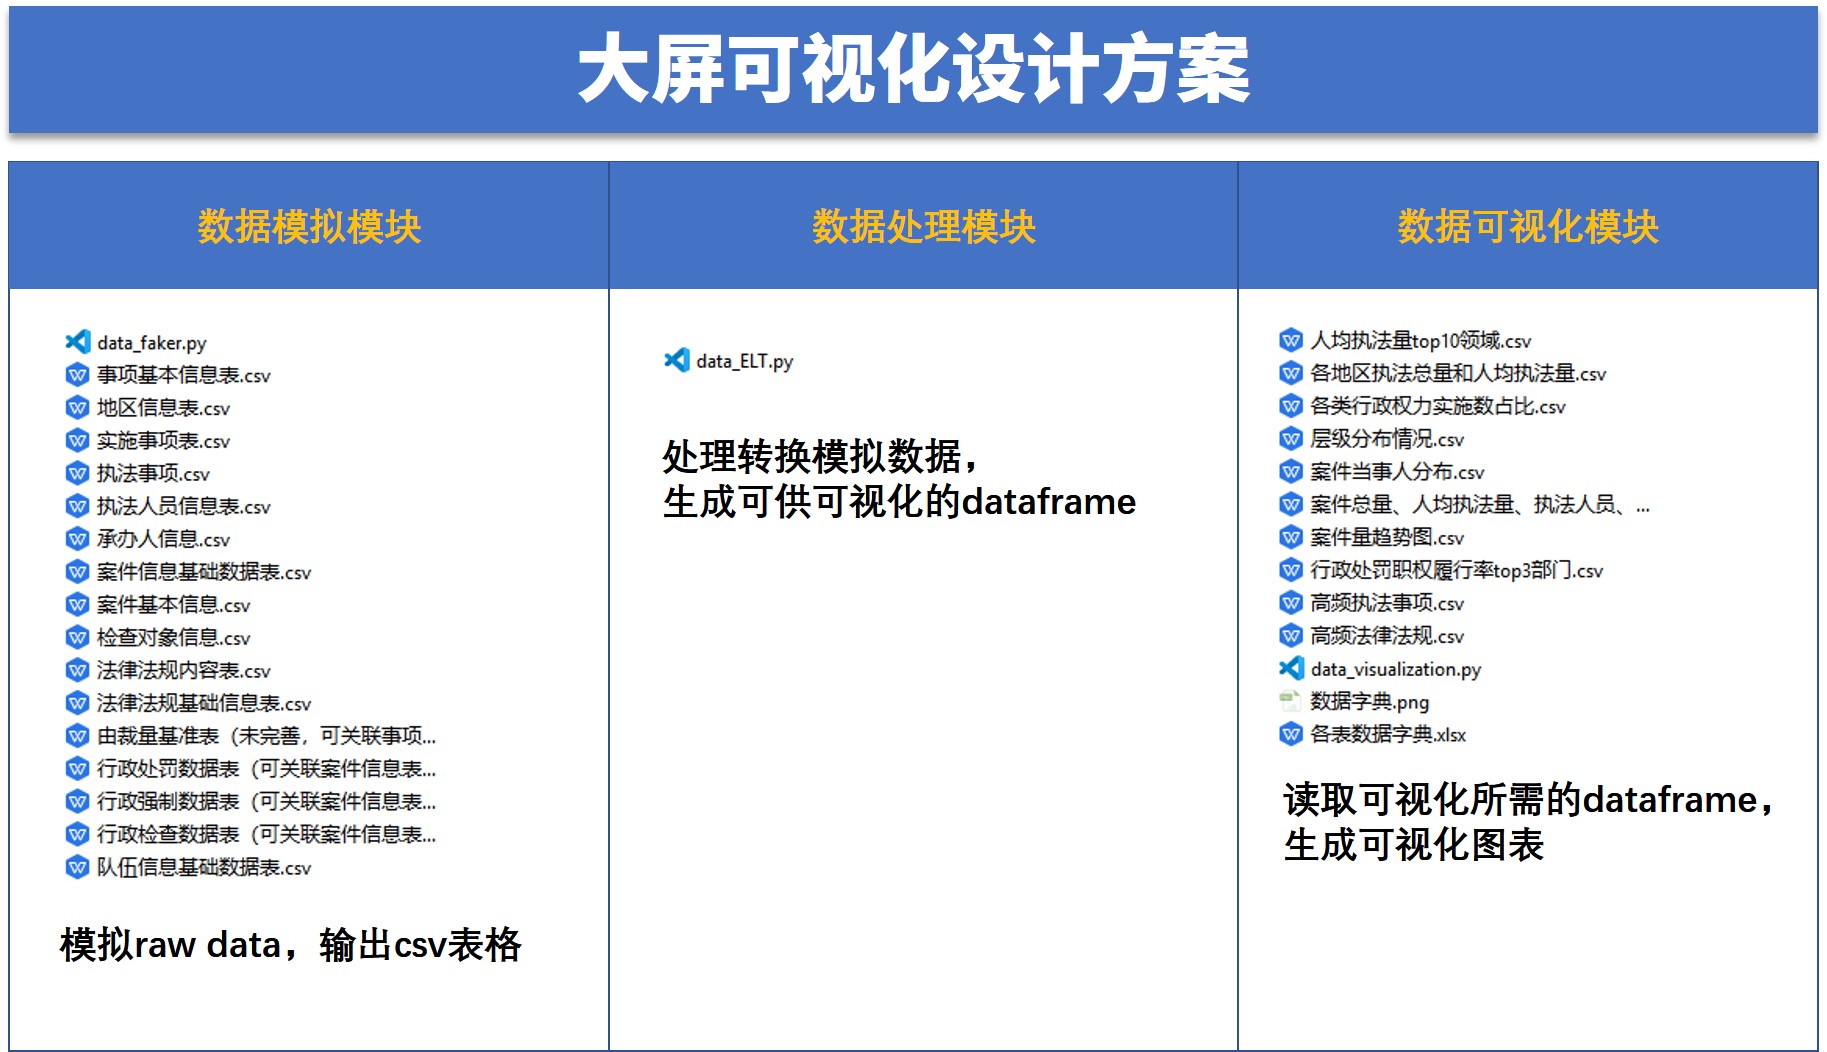 大屏可视化设计方案
数据模拟模块
data_faker.py
事项基本信息表.csv
地区信息表.csv
实施事项表.csv
执法事项.csv
执法人员信息表.csv
承办人信息.csv
案件信息基础数据表.csv
案件基本信息.csv
检查对象信息.csv
法律法规内容表.csv
法律法规基础信息表.csv
由裁量基准表（未完善，可关联事项...
行政处罚数据表（可关联案件信息表...
行政强制数据表（可关联案件信息表...
行政检查数据表（可关联案件信息表...
队伍信息基础数据表.csv
模拟raw data，输出csv表格
数据处理模块
data_ELT.py
处理转换模拟数据，
生成可供可视化的dataframe
数据可视化模块
人均执法量top10领域.csv
各地区执法总量和人均执法量.csv
各类行政权力实施数占比.csv
层级分布情况.csv
案件当事人分布.csv
案件总量、人均执法量、执法人员、...
案件量趋势图.csv
行政处罚职权履行率top3部门.csv
高频执法事项.csv
高频法律法规.csv
data_visualization.py
数据字典.png
各表数据字典.xlsx
读取可视化所需的dataframe，
生成可视化图表